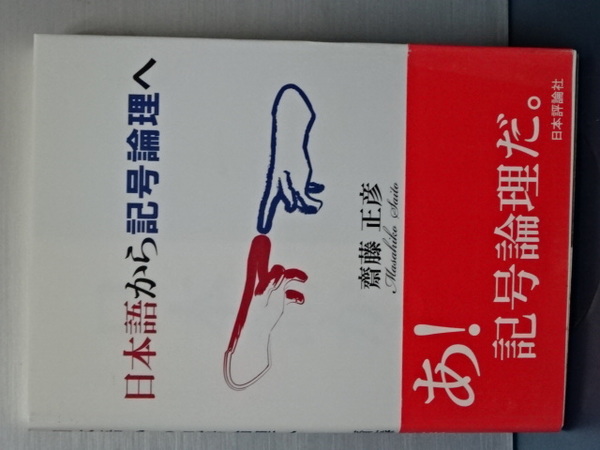 日本語から記号論理へ
齋藤 正彦
Masahiko Saito
あ!
記号論理だ。
日本評論社